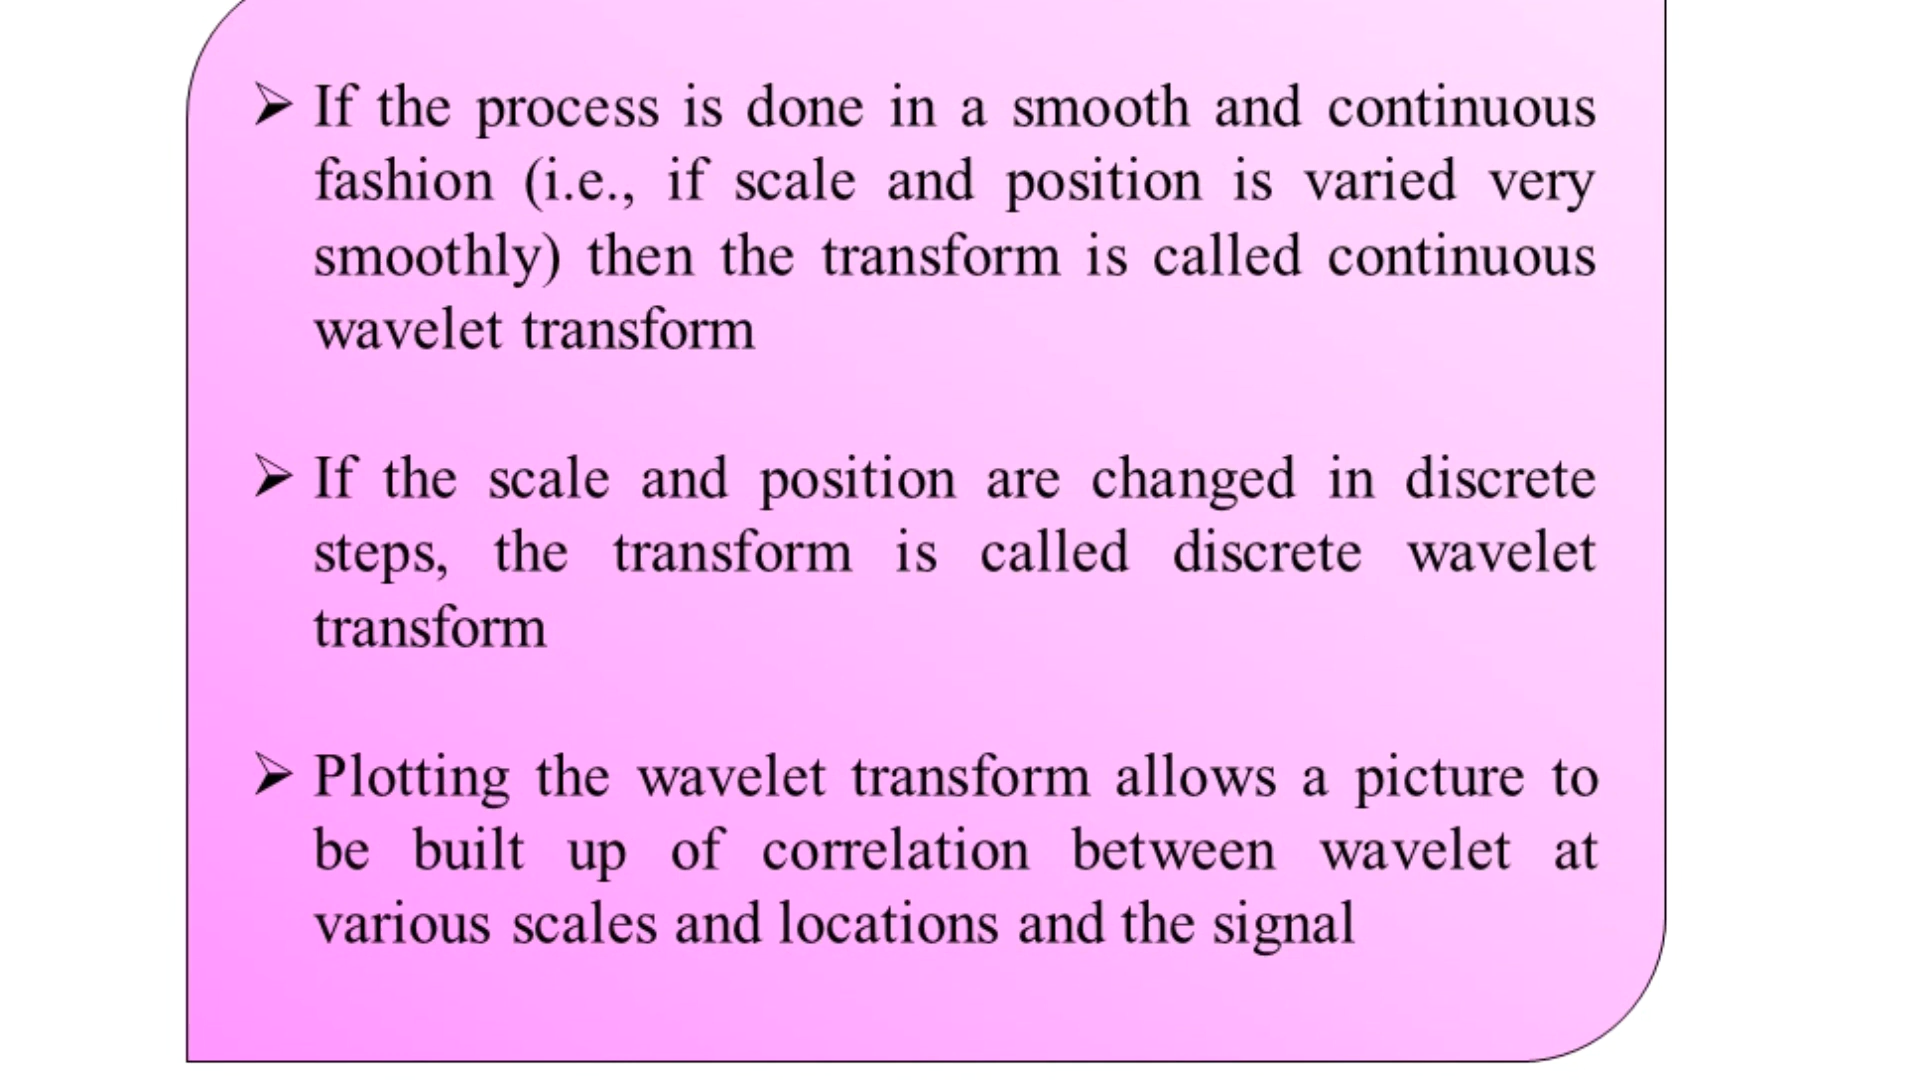 ➢ If the process is done in a smooth and continuous
fashion (i.e., if scale and position is varied very
smoothly) then the transform is called continuous
wavelet transform
➢ If the scale and position are changed in discrete
steps, the transform is called discrete wavelet
transform
➢ Plotting the wavelet transform allows a picture to
be built up of correlation between wavelet at
various scales and locations and the signal